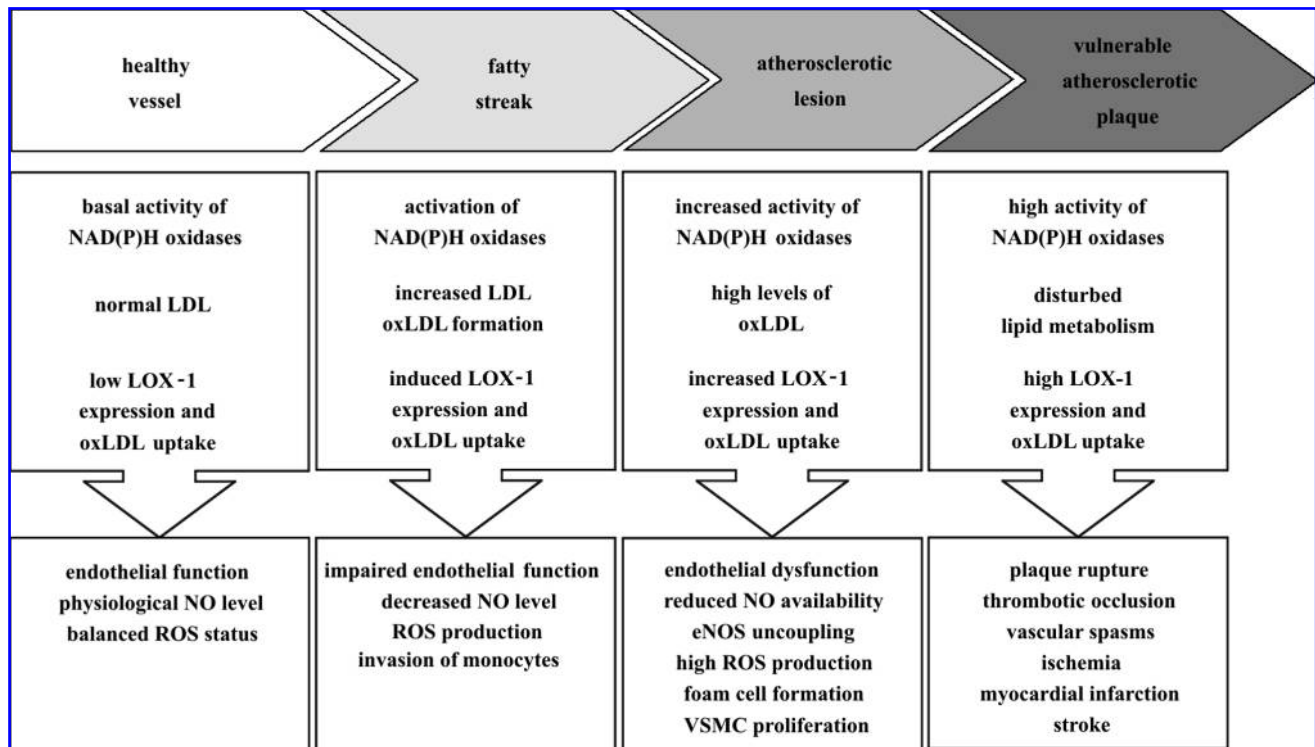 healthy
vessel
fatty
streak
atherosclerotic
lesion
vulnerable
atherosclerotic
plaque
basal activity of
NAD(P)H oxidases
normal LDL
low LOX-1
expression and
oxLDL uptake
activation of
NAD(P)H oxidases
increased LDL
oxLDL formation
induced LOX-1
expression and
oxLDL uptake
increased activity of
NAD(P)H oxidases
high levels of
oxLDL
increased LOX-1
expression and
oxLDL uptake
high activity of
NAD(P)H oxidases
disturbed
lipid metabolism
high LOX-1
expression and
oxLDL uptake
endothelial function
physiological NO level
balanced ROS status
impaired endothelial function
decreased NO level
ROS production
invasion of monocytes
endothelial dysfunction
reduced NO availability
eNOS uncoupling
high ROS production
foam cell formation
VSMC proliferation
plaque rupture
thrombotic occlusion
vascular spasms
ischemia
myocardial infarction
stroke